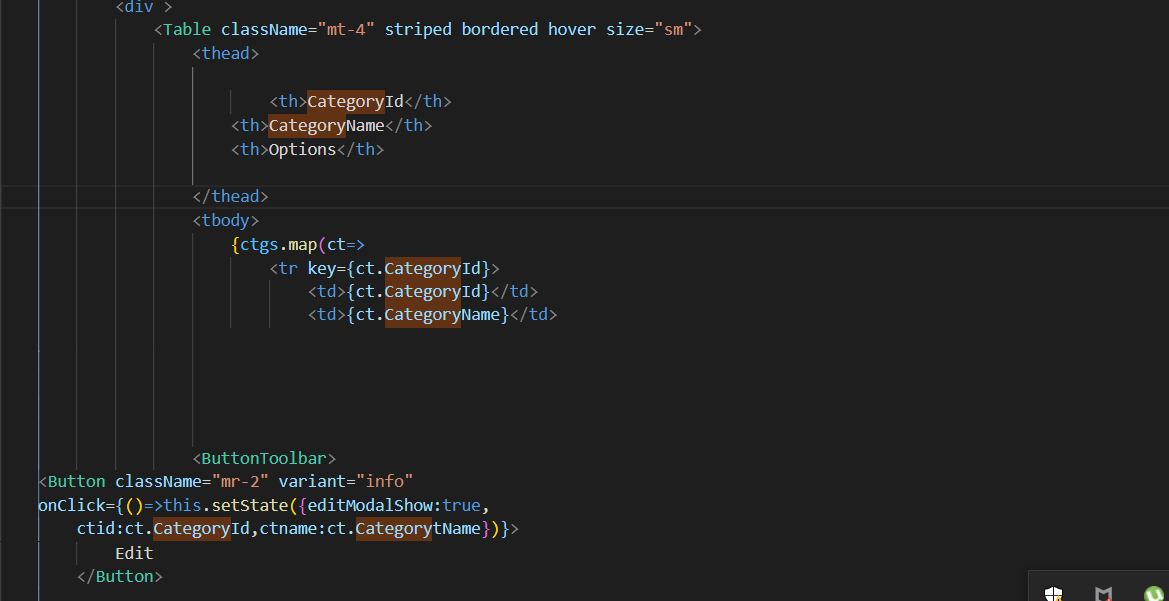 <div >
<Table className="mt-4" striped bordered hover size="sm">
<thead>
<th>CategoryId</th>
<th>CategoryName</th>
<th>Options</th>
</thead>
<tbody>
{ctgs.map(ct=>
<tr key={ct.CategoryId}>
<td>{ct.CategoryId}</td>
<td>{ct.CategoryName}</td>
<ButtonToolbar>
<Button className="mr-2" variant="info"
onClick={()=>this.setState({editModalShow:true,
ctid:ct.CategoryId,ctname:ct.CategorytName})}>
Edit
</Button>